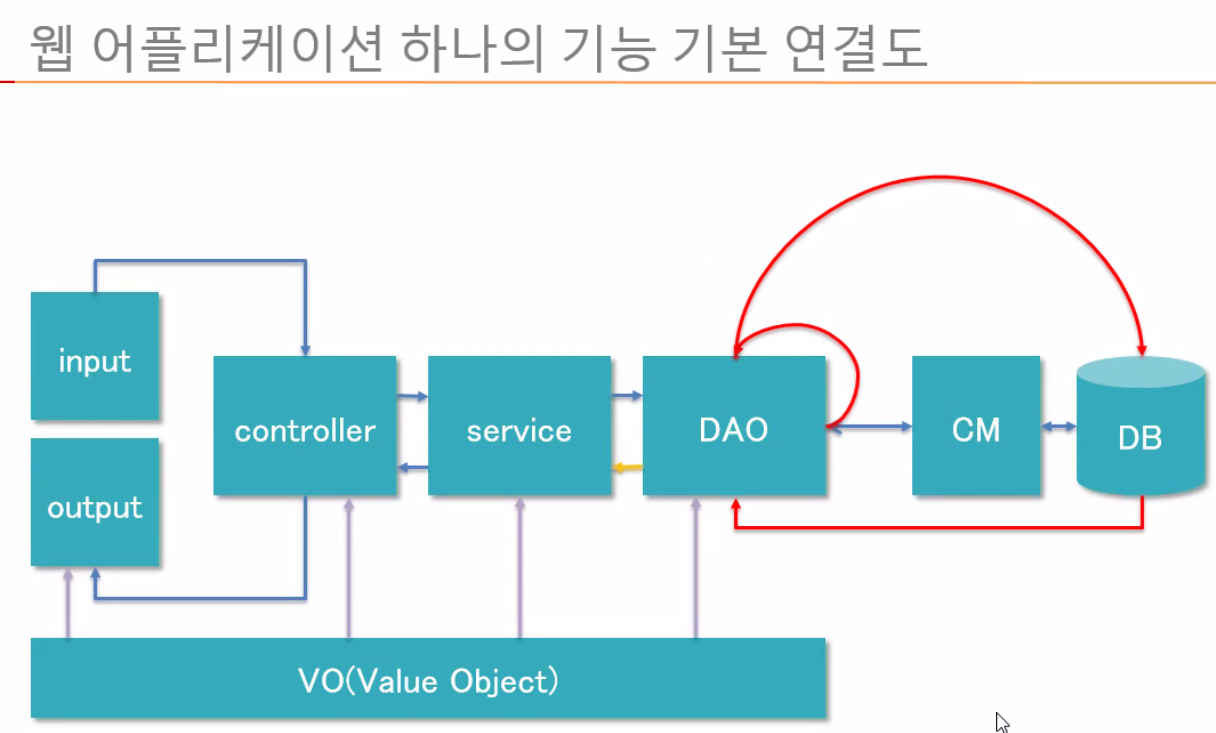 웹 어플리케이션 하나의 기능 기본 연결도
input
controller
service
DAO
CM
DB
output
VO(Value Object)